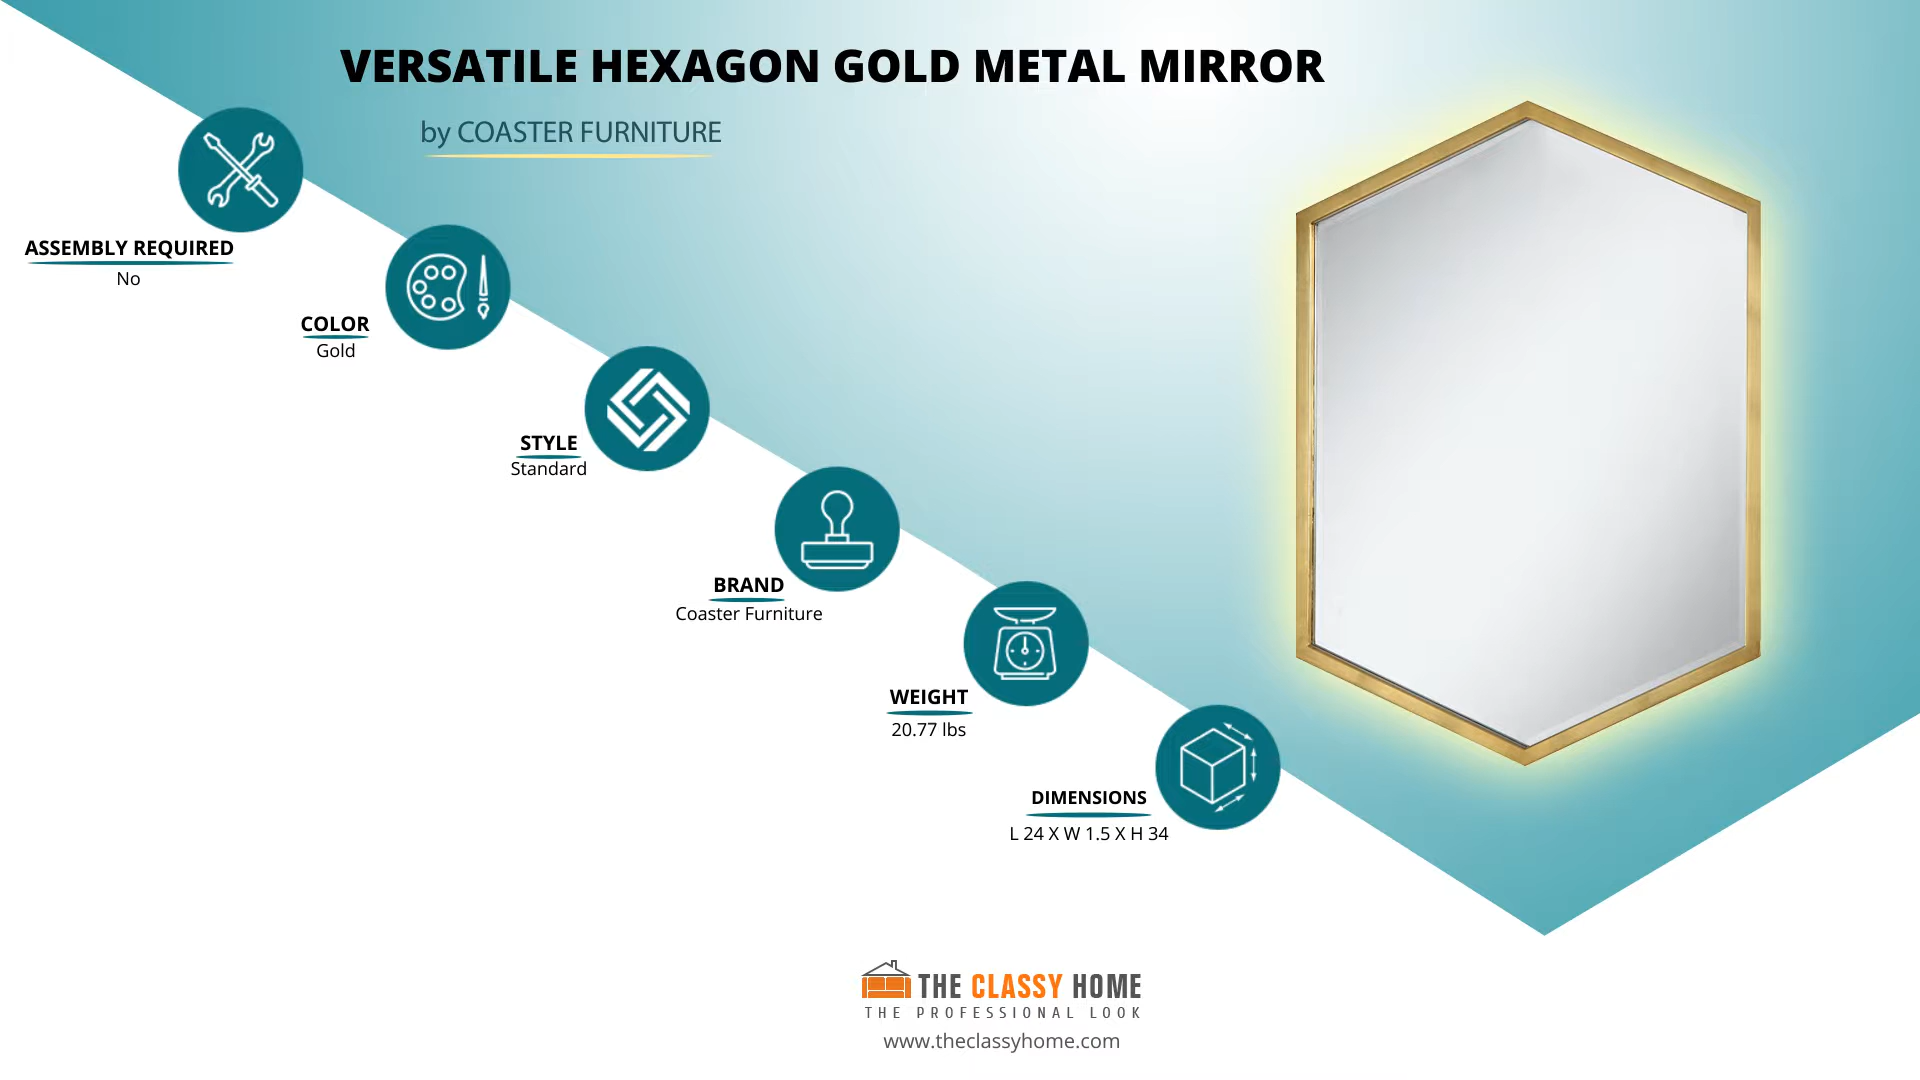 VERSATILE HEXAGON GOLD METAL MIRROR
by COASTER FURNITURE
ASSEMBLY REQUIRED
No
COLOR
Gold
STYLE
Standard
BRAND
Coaster Furniture
WEIGHT
20.77 lbs
DIMENSIONS
L 24 X W 1.5 X H 34
THE CLASSY HOME
THE PROFESSIONAL LOOK
www.theclassyhome.com